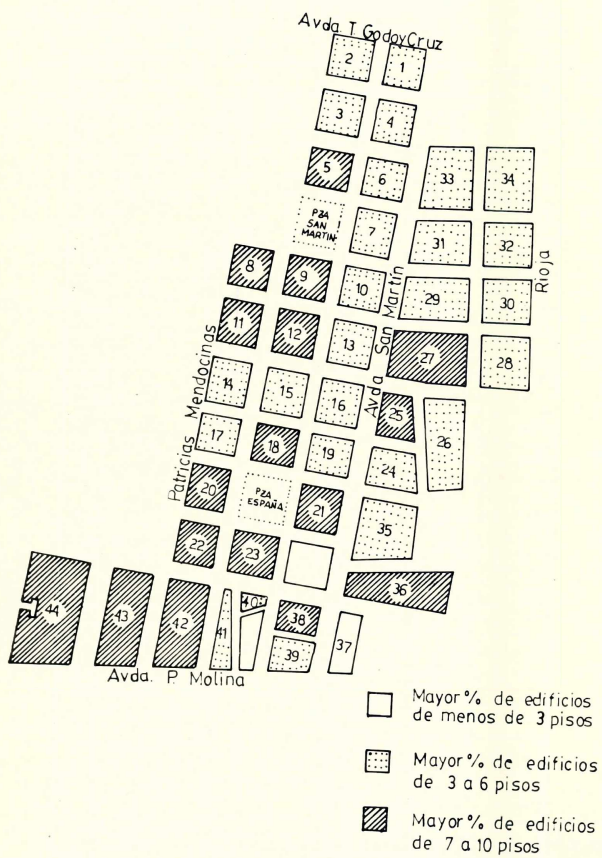 Avda. T. Godoy Cruz
2
1
3
4
5
6
33
34
PZA
SAN
MARTIN
7
31
32
8
9
10
29
30
Rioja
11
12
13
27
28
Avda San Martin
Patricias Mendocinas
14
15
16
25
26
17
18
19
24
20
PZA
ESPAÑA
21
35
22
23
36
44
43
42
41
40
38
37
39
Avda. P. Molina
Mayor % de edificios
de menos de 3 pisos
Mayor % de edificios
de 3 a 6 pisos
Mayor % de edificios
de 7 a 10 pisos